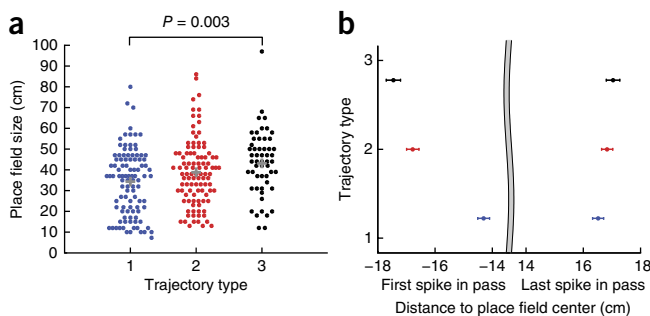 a
P = 0.003
Place field size (cm)
100
90
80
70
60
50
40
30
20
10
0
1 2 3
Trajectory type
b
Trajectory type
3
2
1
-18 -16 -14 14 16 18
First spike in pass Last spike in pass
Distance to place field center (cm)